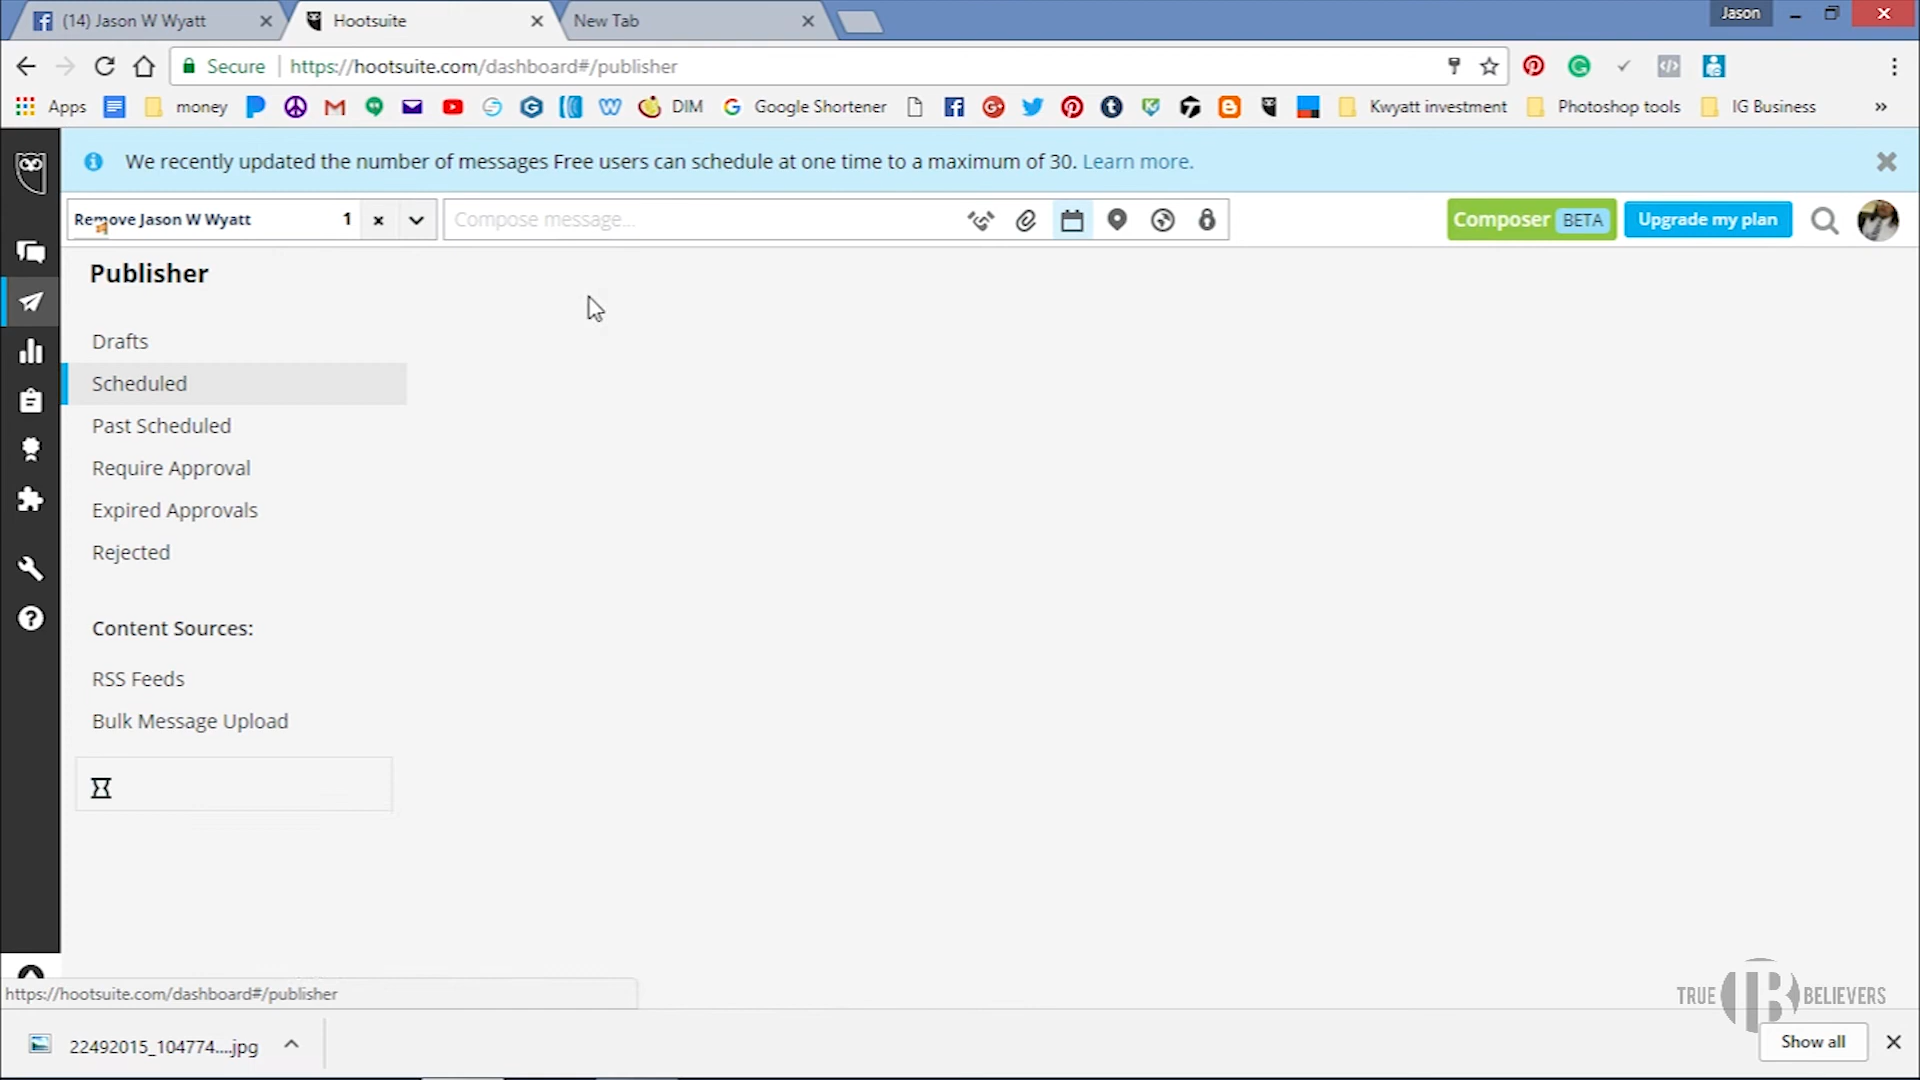 (14) Jason W Wyatt
Hootsuite
New Tab
Jason
Secure
https://hootsuite.com/dashboard#/publisher
Apps
money
DIM
Google Shortener
Kwyatt investment
Photoshop tools
IG Business
»
We recently updated the number of messages Free users can schedule at one time to a maximum of 30. Learn more.
Remove Jason W Wyatt
1
Compose message...
Composer BETA
Upgrade my plan
Publisher
Drafts
Scheduled
Past Scheduled
Require Approval
Expired Approvals
Rejected
Content Sources:
RSS Feeds
Bulk Message Upload
https://hootsuite.com/dashboard#/publisher
TRUE TB BELIEVERS
22492015_104774....jpg
Show all